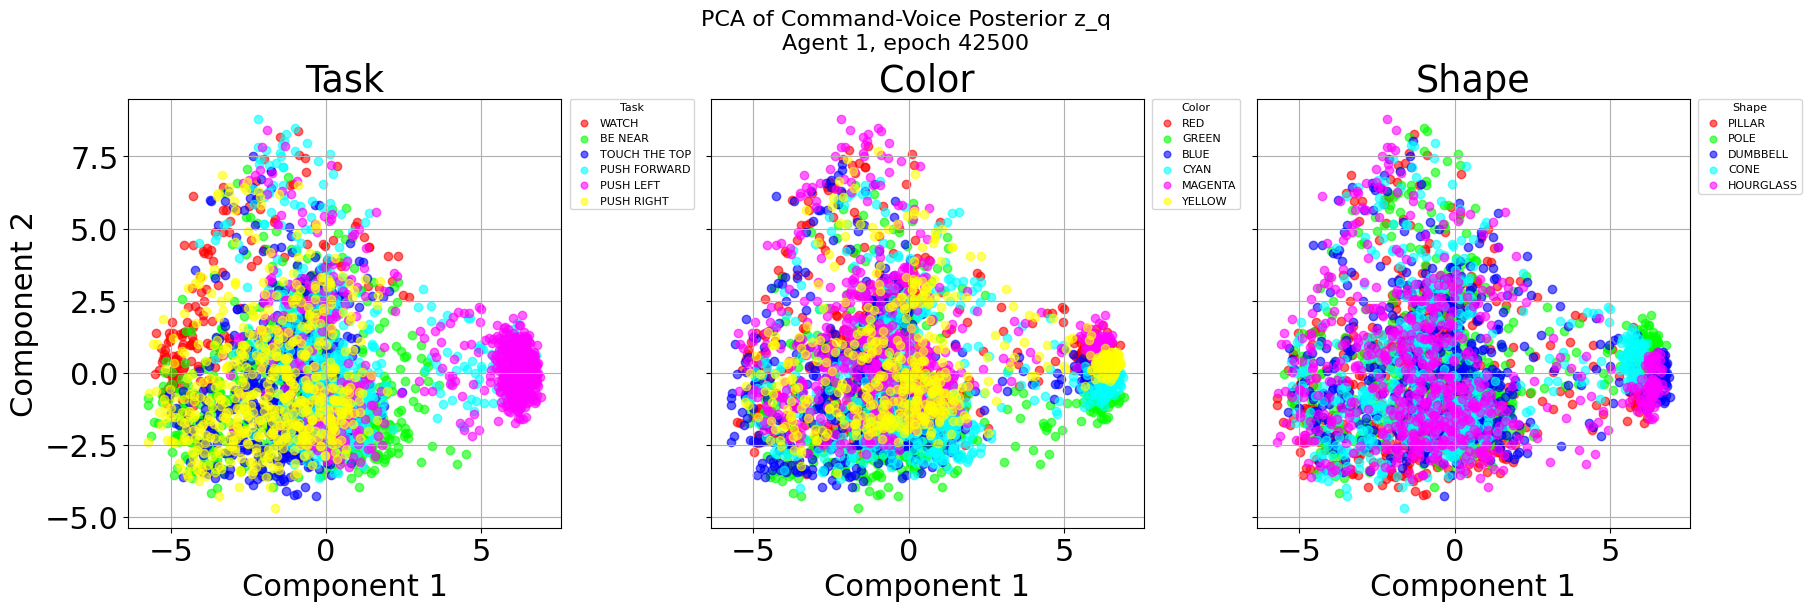 PCA of Command-Voice Posterior z_q
Agent 1, epoch 42500
Task
Color
Shape
Task
WATCH
BE NEAR
TOUCH THE TOP
PUSH FORWARD
PUSH LEFT
PUSH RIGHT
Color
RED
GREEN
BLUE
CYAN
MAGENTA
YELLOW
Shape
PILLAR
POLE
DUMBBELL
CONE
HOURGLASS
Component 2
7.5
5.0
2.5
0.0
−2.5
−5.0
−5 0 5
−5 0 5
−5 0 5
Component 1
Component 1
Component 1